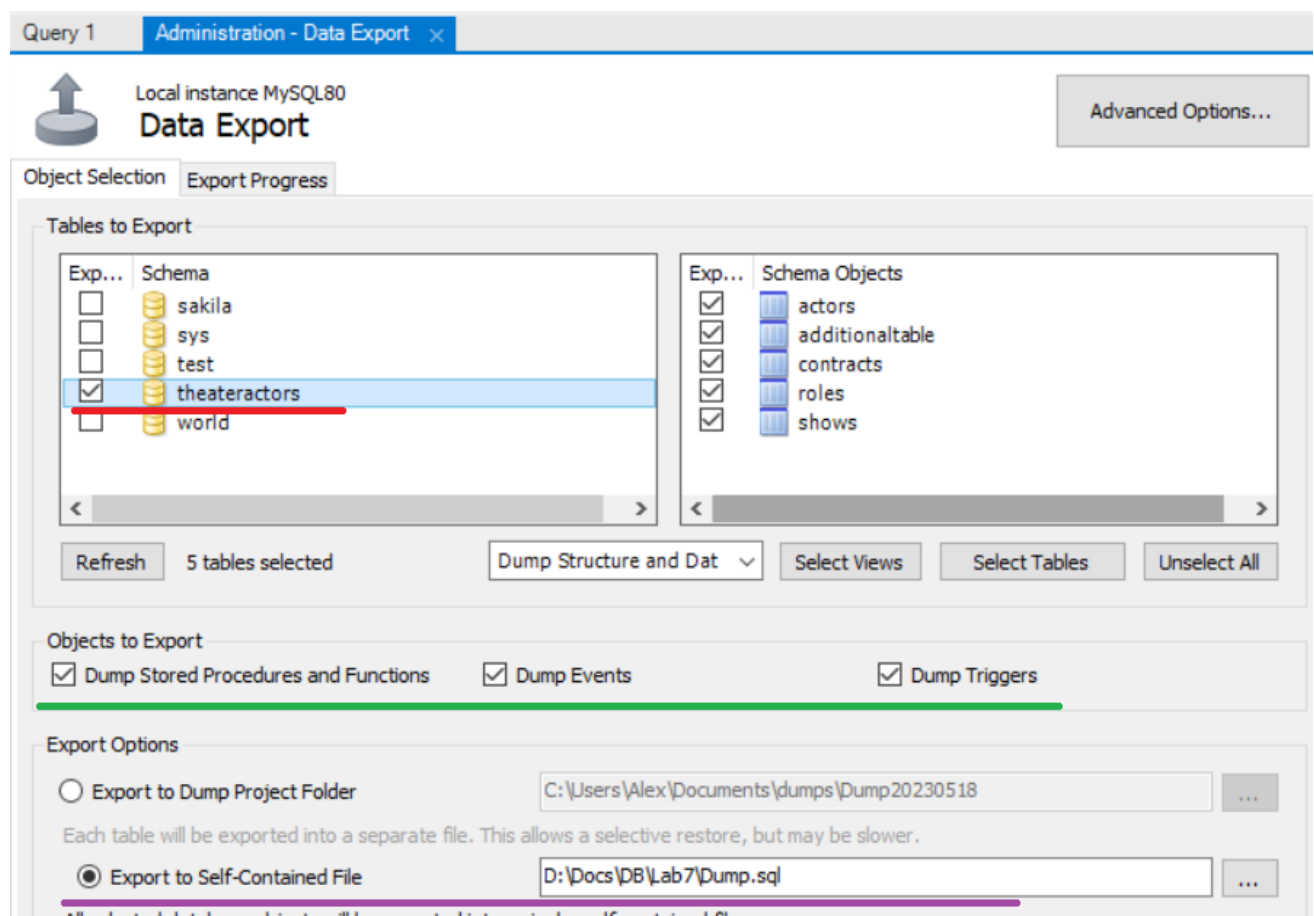 Query 1 Administration - Data Export
Local instance MySQL80
Data Export
Advanced Options...
Object Selection Export Progress
Tables to Export
Exp... Schema
sakila
sys
test
theateractors
world
Exp... Schema Objects
actors
additionaltable
contracts
roles
shows
Refresh 5 tables selected Dump Structure and Dat Select Views Select Tables Unselect All
Objects to Export
Dump Stored Procedures and Functions Dump Events Dump Triggers
Export Options
Export to Dump Project Folder C:\Users\Alex\Documents\dumps\Dump20230518 ...
Each table will be exported into a separate file. This allows a selective restore, but may be slower.
Export to Self-Contained File D:\Docs\DB\Lab7\Dump.sql ...